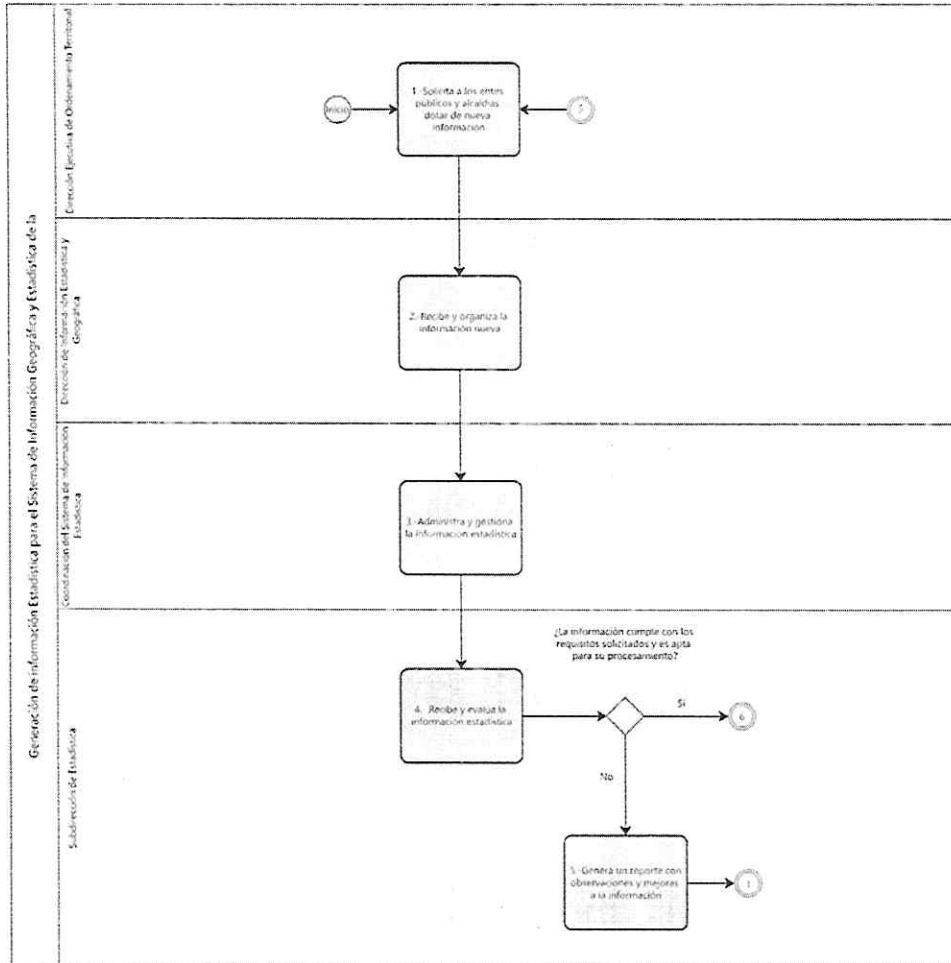 Generación de información Estadística para el Sistema de Información Geográfica y Estadística de la
Dirección Ejecutiva de Ordenamiento Territorial
Inicio
1.-Solicita a los entes
públicos y alcaldías
dotar de nueva
información
5
Dirección de Información Estadística y
Geográfica
2.-Recibe y organiza la
información nueva
Coordinación del Sistema de Información
Estadística
3.-Administra y gestiona
la información estadística
Subdirección de Estadística
¿La información cumple con los
requisitos solicitados y es apta
para su procesamiento?
4.-Recibe y evalúa la
información estadística
Si
6
No
5.-Genera un reporte con
observaciones y mejoras
a la información
1